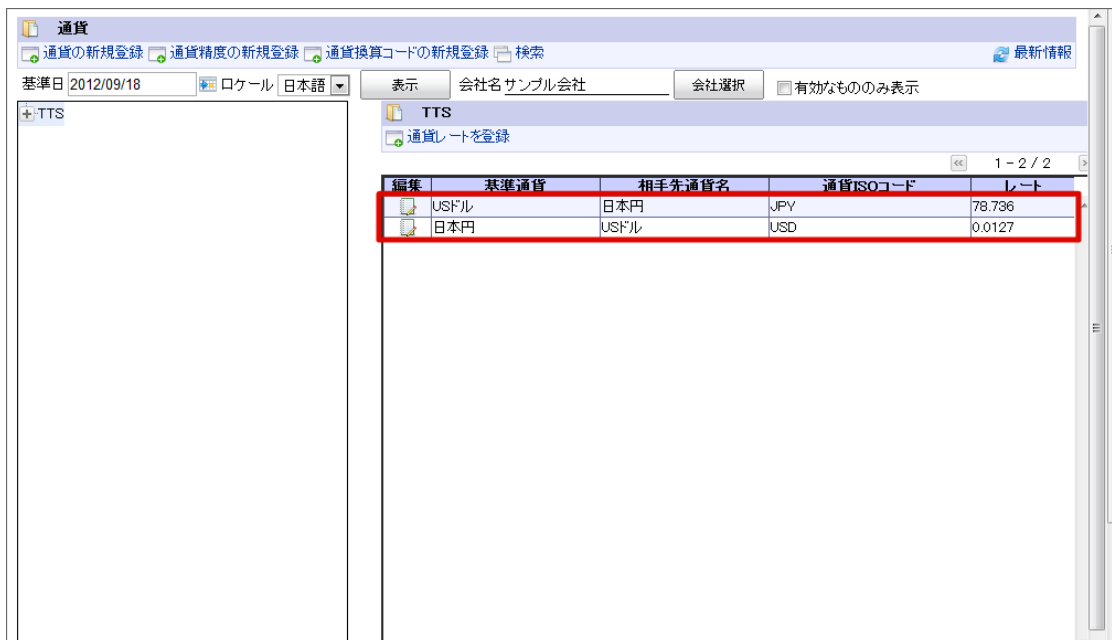 通貨
通貨の新規登録 通貨精度の新規登録 通貨換算コードの新規登録 検索 最新情報
基準日 2012/09/18 ロケール 日本語 表示 会社名 サンプル会社 会社選択 有効なもののみ表示
TTS
TTS
通貨レートを登録
1 - 2 / 2
編集 基準通貨 相手先通貨名 通貨ISOコード レート
USドル 日本円 JPY 78.736
日本円 USドル USD 0.0127